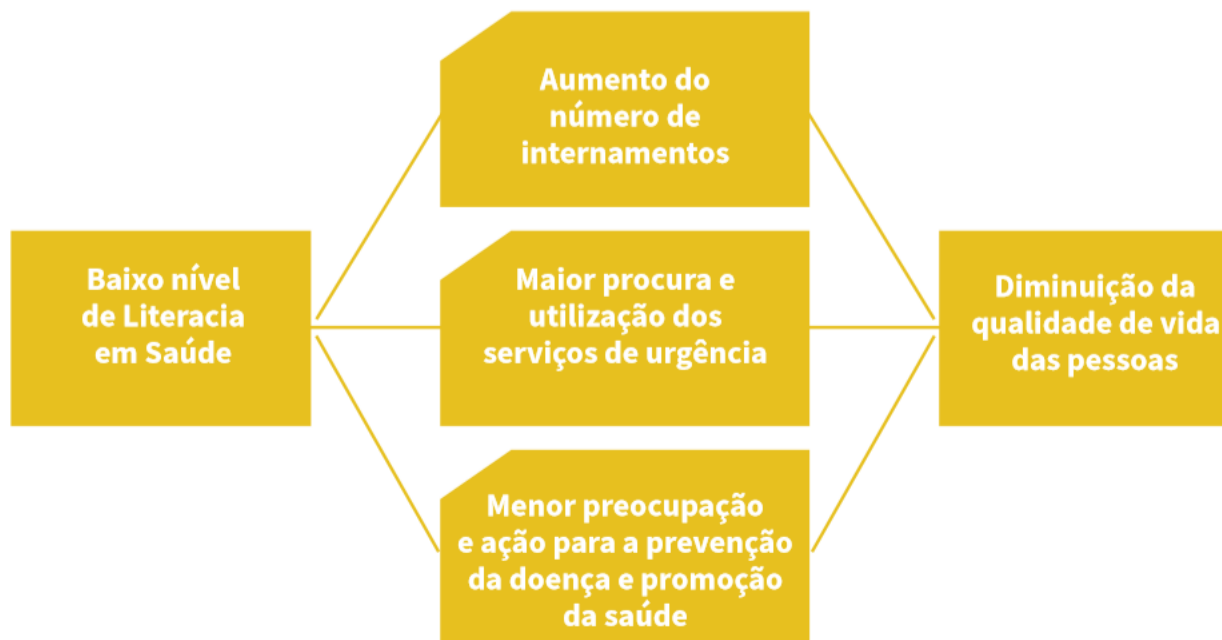 Baixo nível
de Literacia
em Saúde
Aumento do
número de
internamentos
Maior procura e
utilização dos
serviços de urgência
Menor preocupação
e ação para a prevenção
da doença e promoção
da saúde
Diminuição da
qualidade de vida
das pessoas